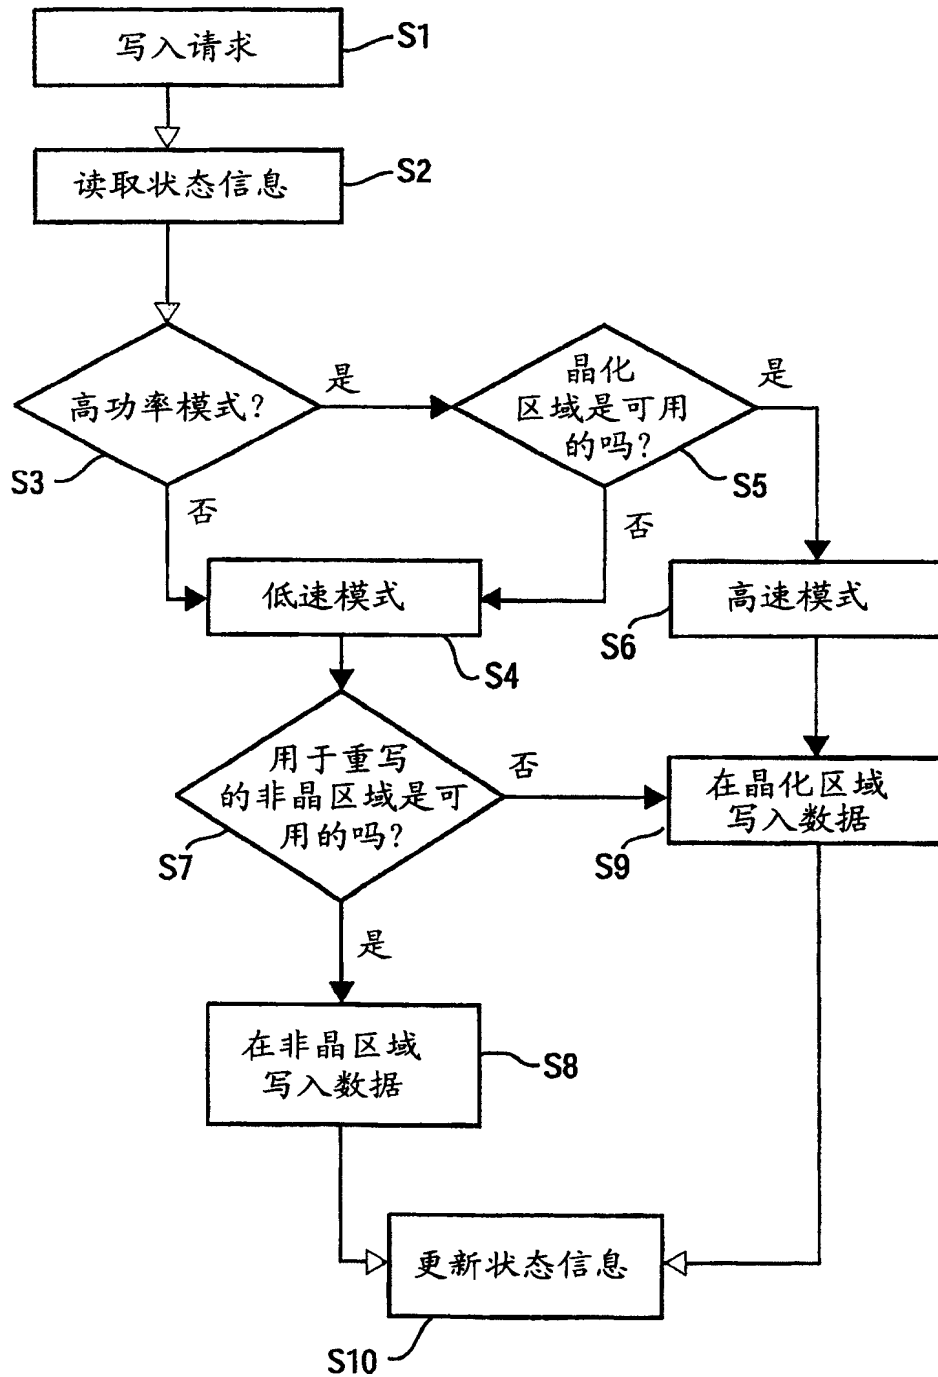 写入请求
S1
读取状态信息
S2
高功率模式？
S3
是
晶化
区域是可用
的吗？
S5
是
否
否
低速模式
S4
高速模式
S6
用于重写
的非晶区域是可
用的吗？
S7
否
在晶化区域
写入数据
S9
是
在非晶区域
写入数据
S8
更新状态信息
S10